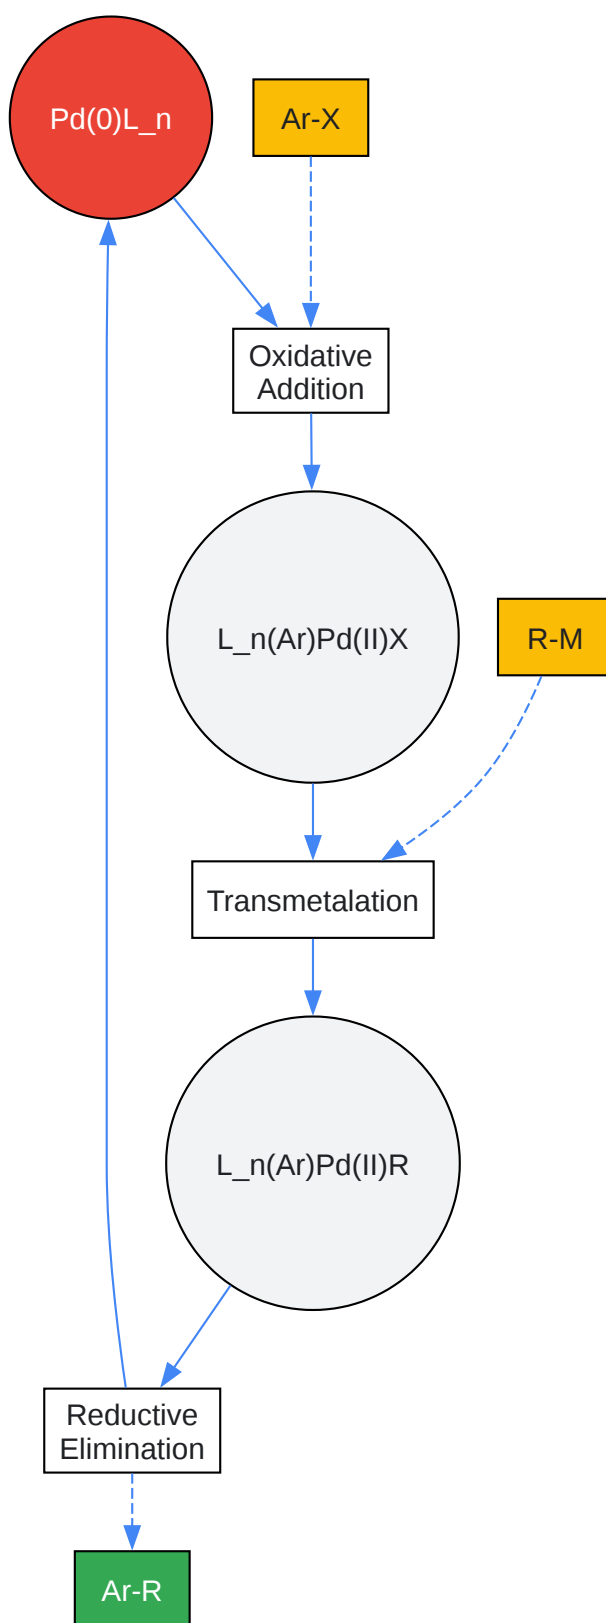 Pd(0)L_n
Ar-X
Oxidative
Addition
L_n(Ar)Pd(II)X
R-M
Transmetalation
L_n(Ar)Pd(II)R
Reductive
Elimination
Ar-R